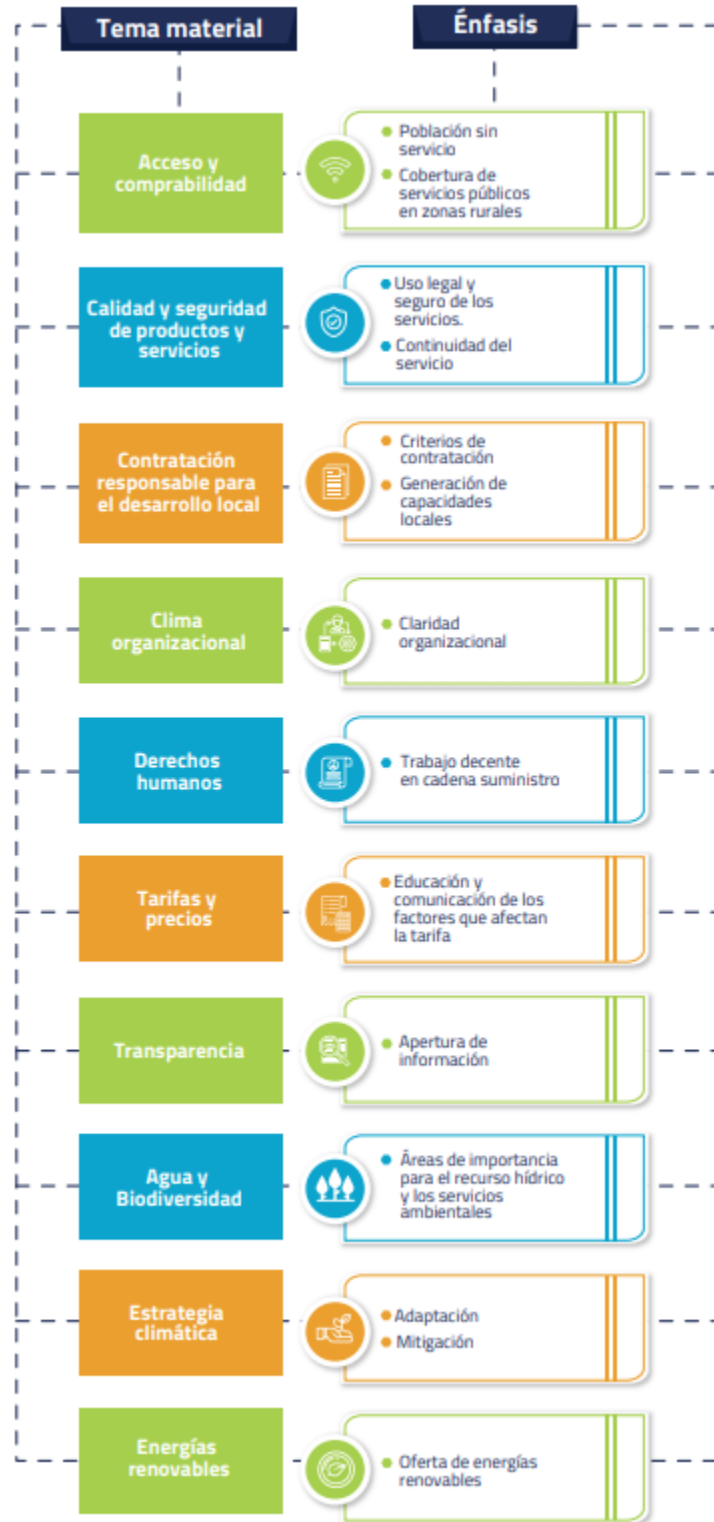 Tema material
Énfasis
Acceso y
comprabilidad
Población sin
servicio
Cobertura de
servicios públicos
en zonas rurales
Calidad y seguridad
de productos y
servicios
Uso legal y
seguro de los
servicios.
Continuidad del
servicio
Contratación
responsable para
el desarrollo local
Criterios de
contratación
Generación de
capacidades
locales
Clima
organizacional
Claridad
organizacional
Derechos
humanos
Trabajo decente
en cadena suministro
Tarifas y
precios
Educación y
comunicación de los
factores que afectan
la tarifa
Transparencia
Apertura de
información
Agua y
Biodiversidad
Áreas de importancia
para el recurso hídrico
y los servicios
ambientales
Estrategia
climática
Adaptación
Mitigación
Energías
renovables
Oferta de energías
renovables